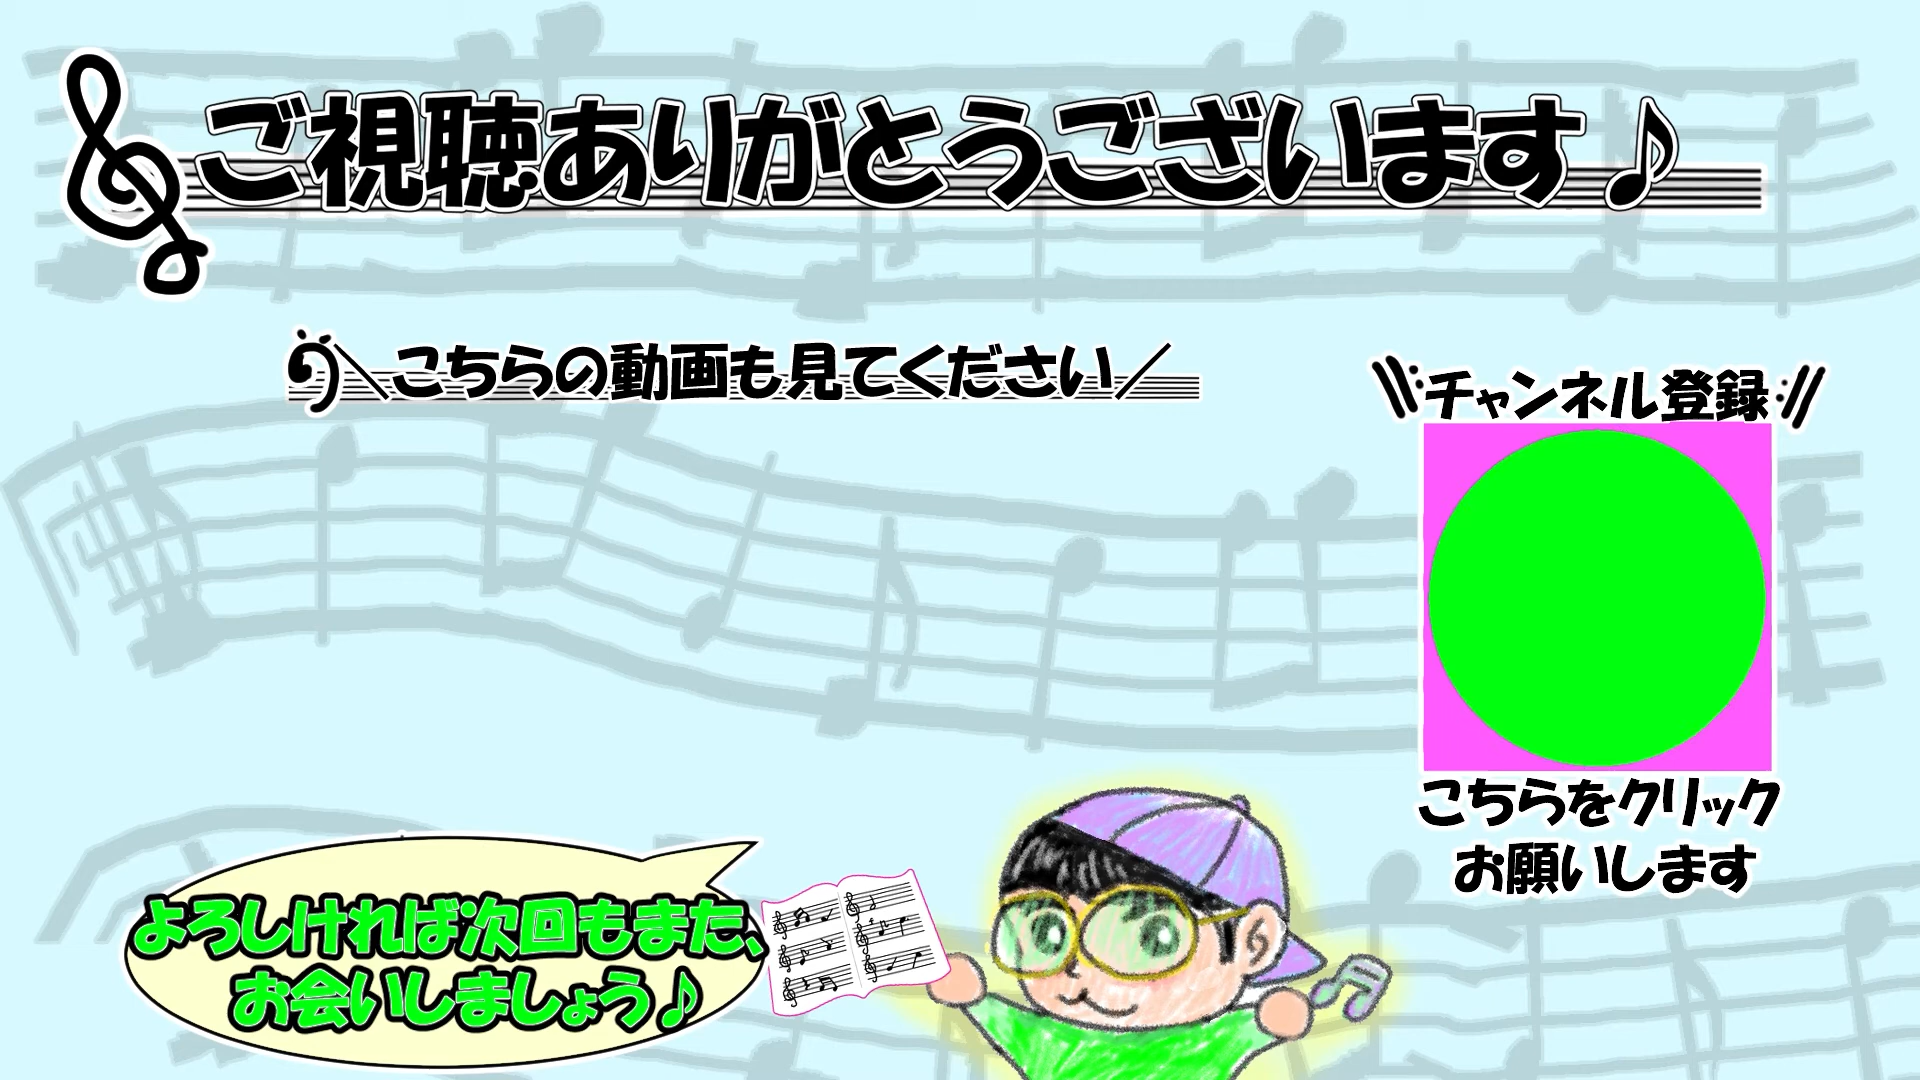 ご視聴ありがとうございます♪
＼こちらの動画も見てください／
チャンネル登録
こちらをクリック
お願いします
よろしければ次回もまた、
お会いしましょう♪